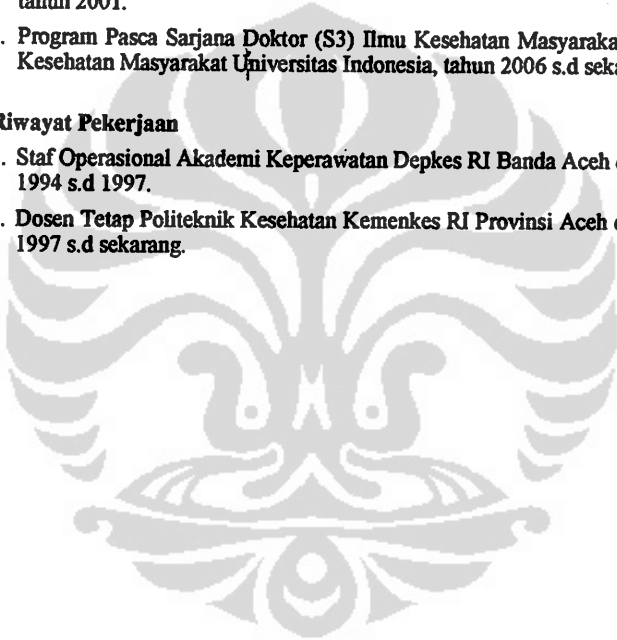 tahun 2001.
. Program Pasca Sarjana Doktor (S3) Ilmu Kesehatan Masyaraka
Kesehatan Masyarakat Universitas Indonesia, tahun 2006 s.d seka
Riwayat Pekerjaan
. Staf Operasional Akademi Keperawatan Depkes RI Banda Aceh
1994 s.d 1997.
. Dosen Tetap Politeknik Kesehatan Kemenkes RI Provinsi Aceh
1997 s.d sekarang.